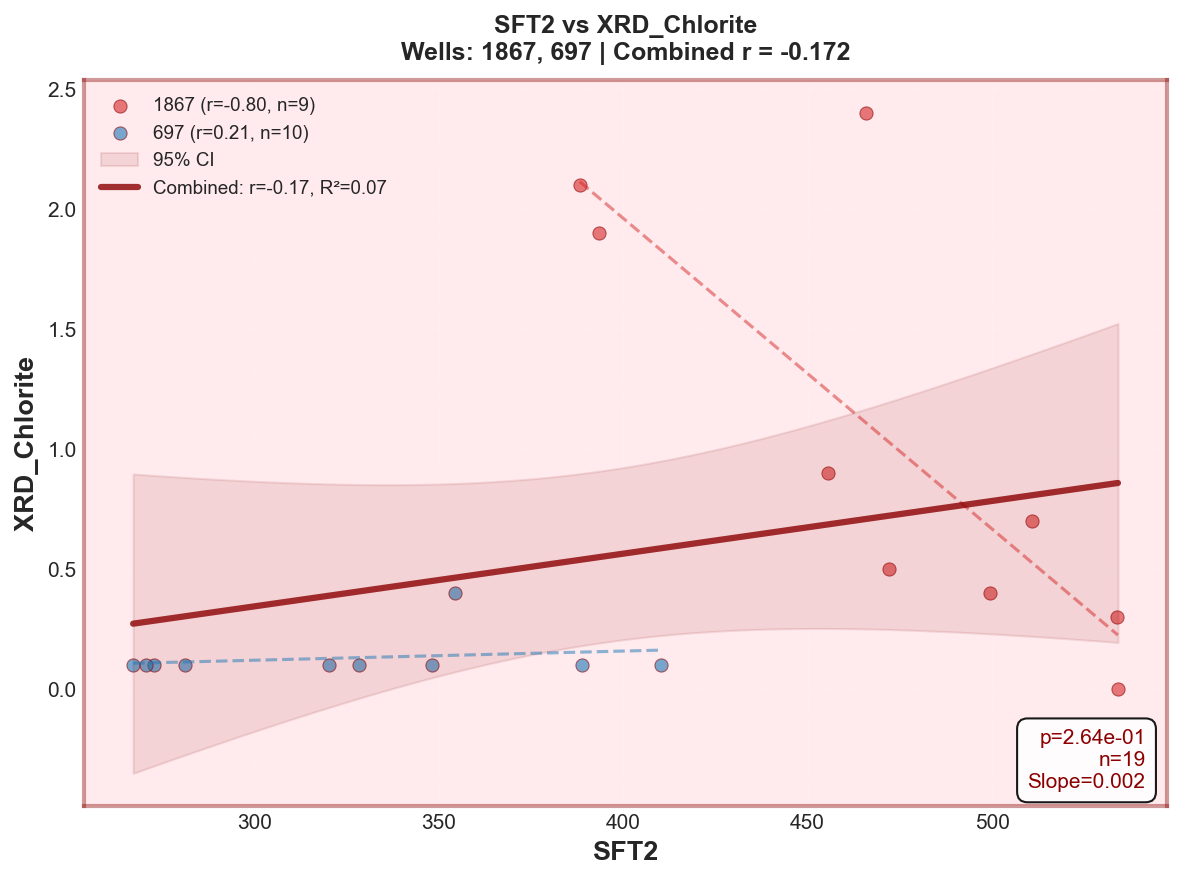 SFT2 vs XRD_Chlorite
Wells: 1867, 697 | Combined r = -0.172
1867 (r=-0.80, n=9)
697 (r=0.21, n=10)
95% CI
Combined: r=-0.17, R²=0.07
XRD_Chlorite
2.5
2.0
1.5
1.0
0.5
0.0
p=2.64e-01
n=19
Slope=0.002
300
350
400
450
500
SFT2